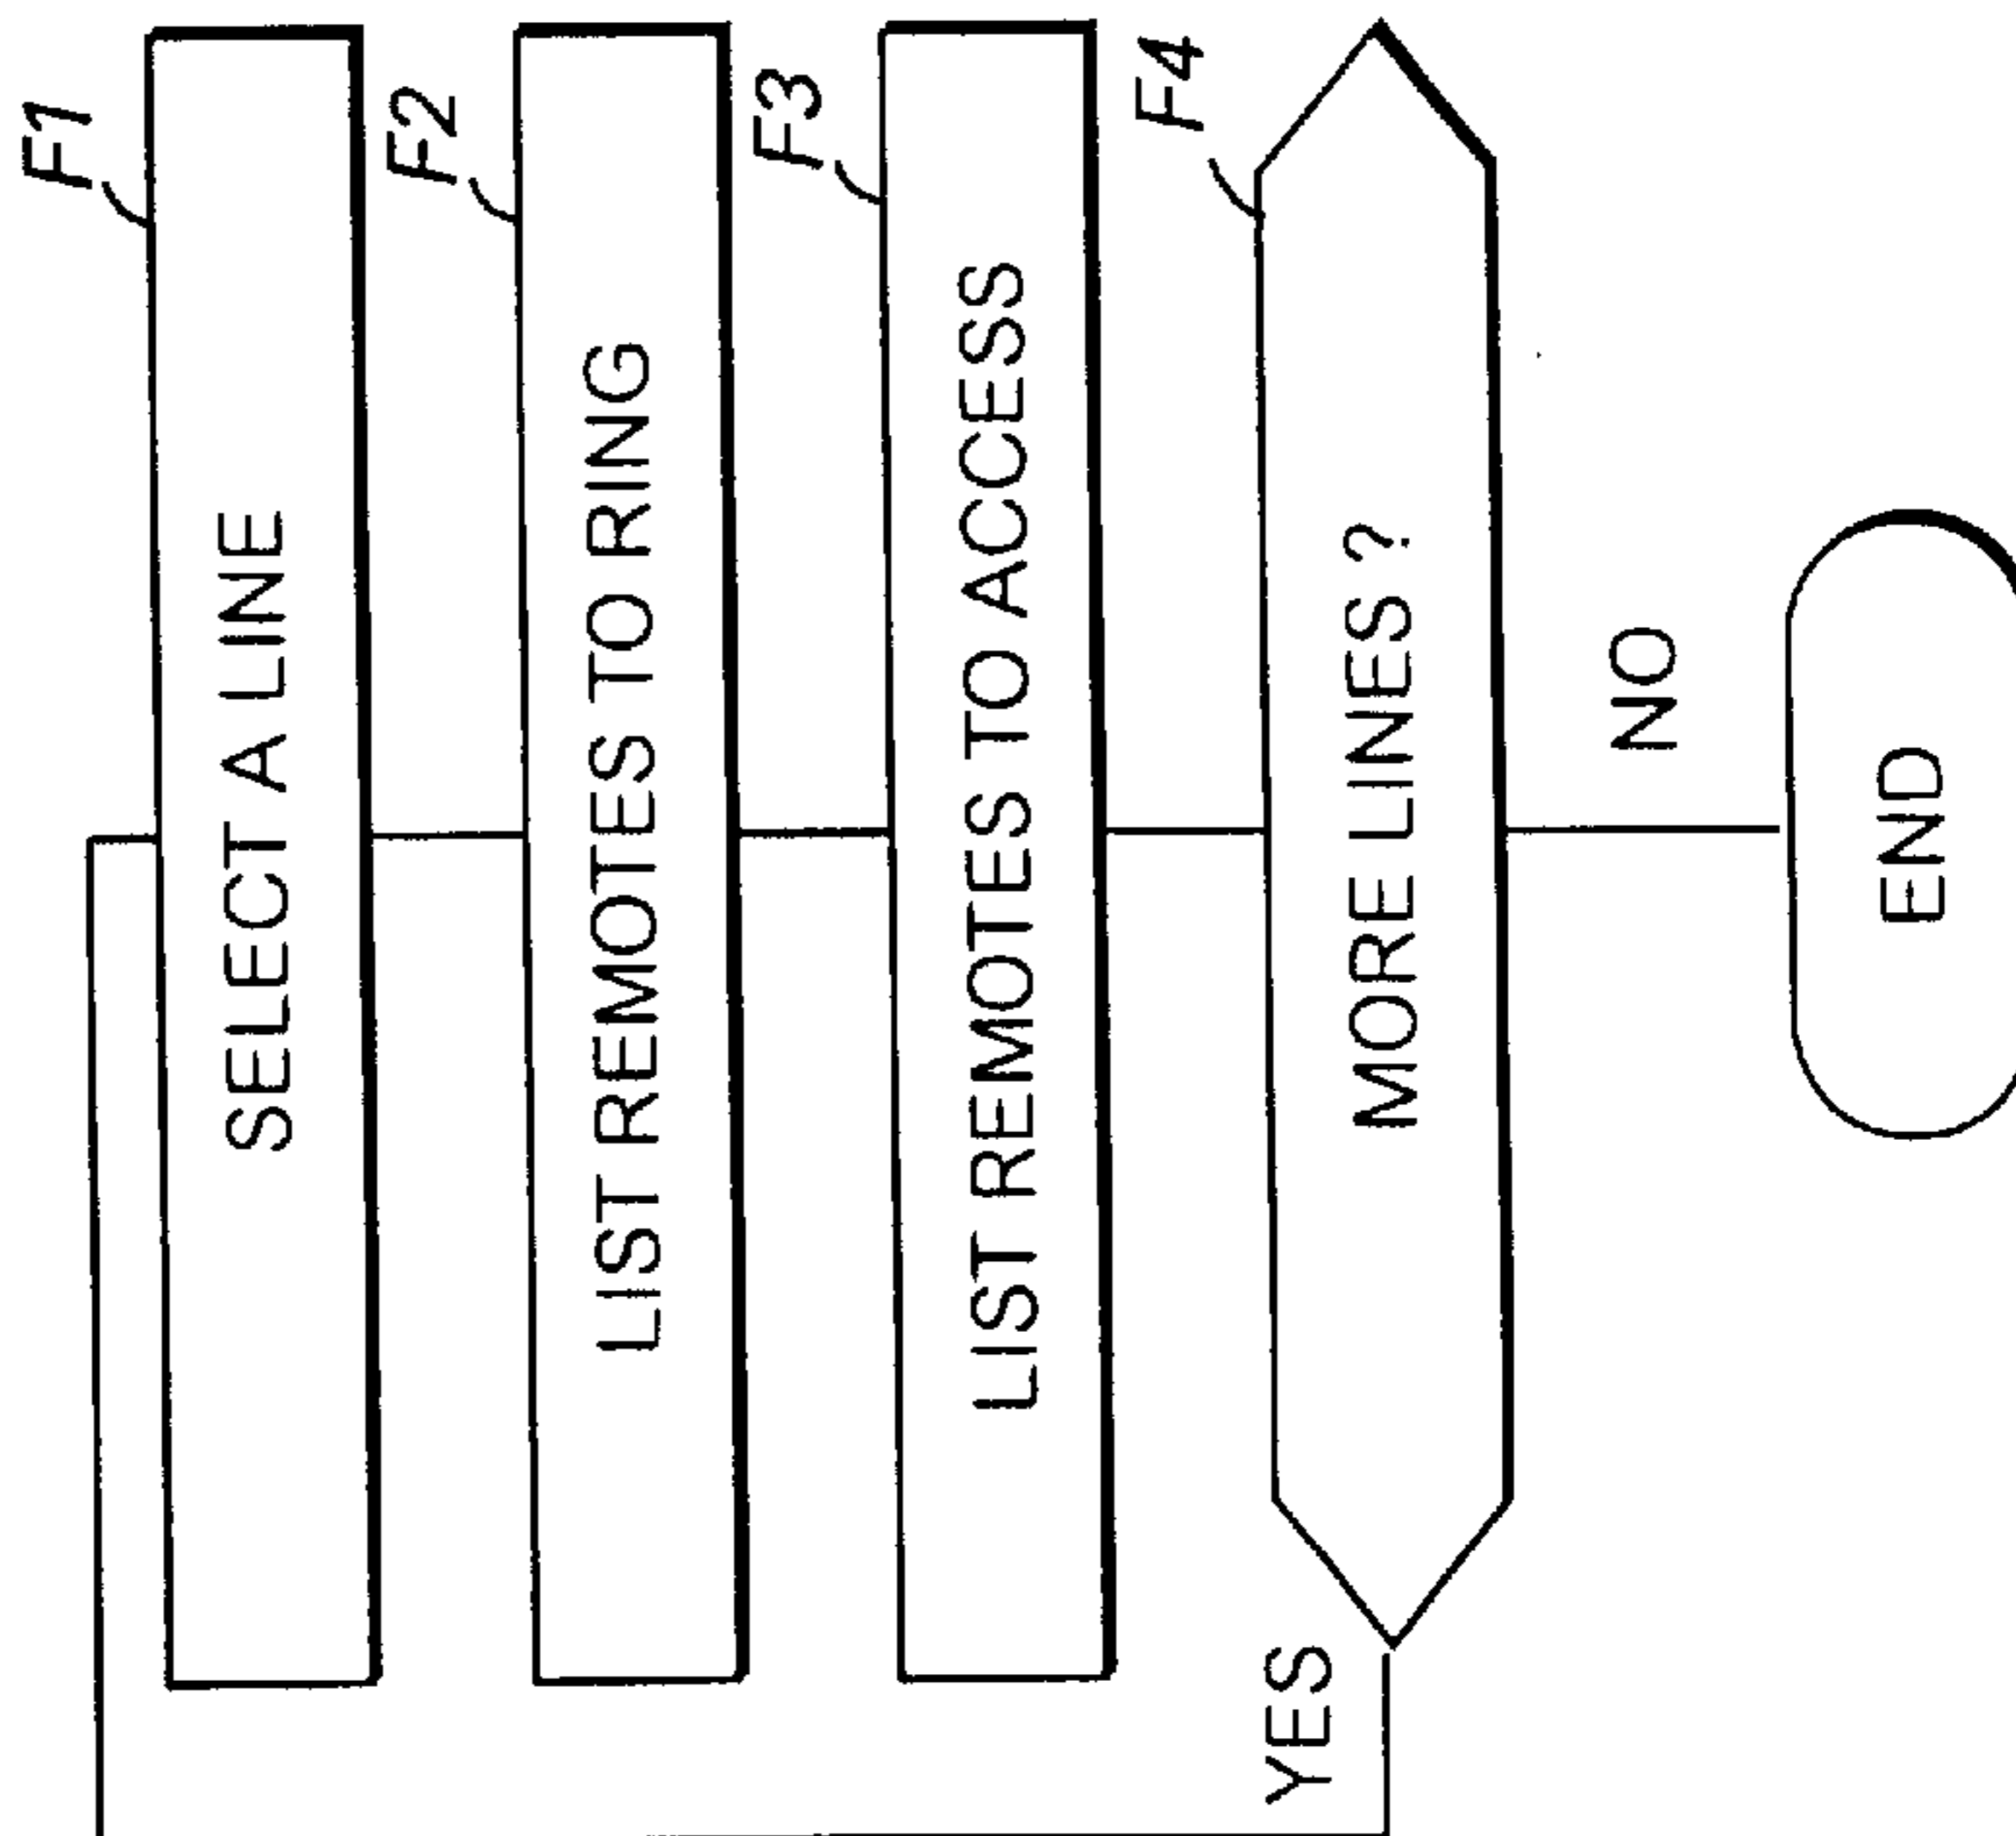 F1
SELECT A LINE
F2
LIST REMOTES TO RING
F3
LIST REMOTES TO ACCESS
F4
MORE LINES ?
YES
NO
END